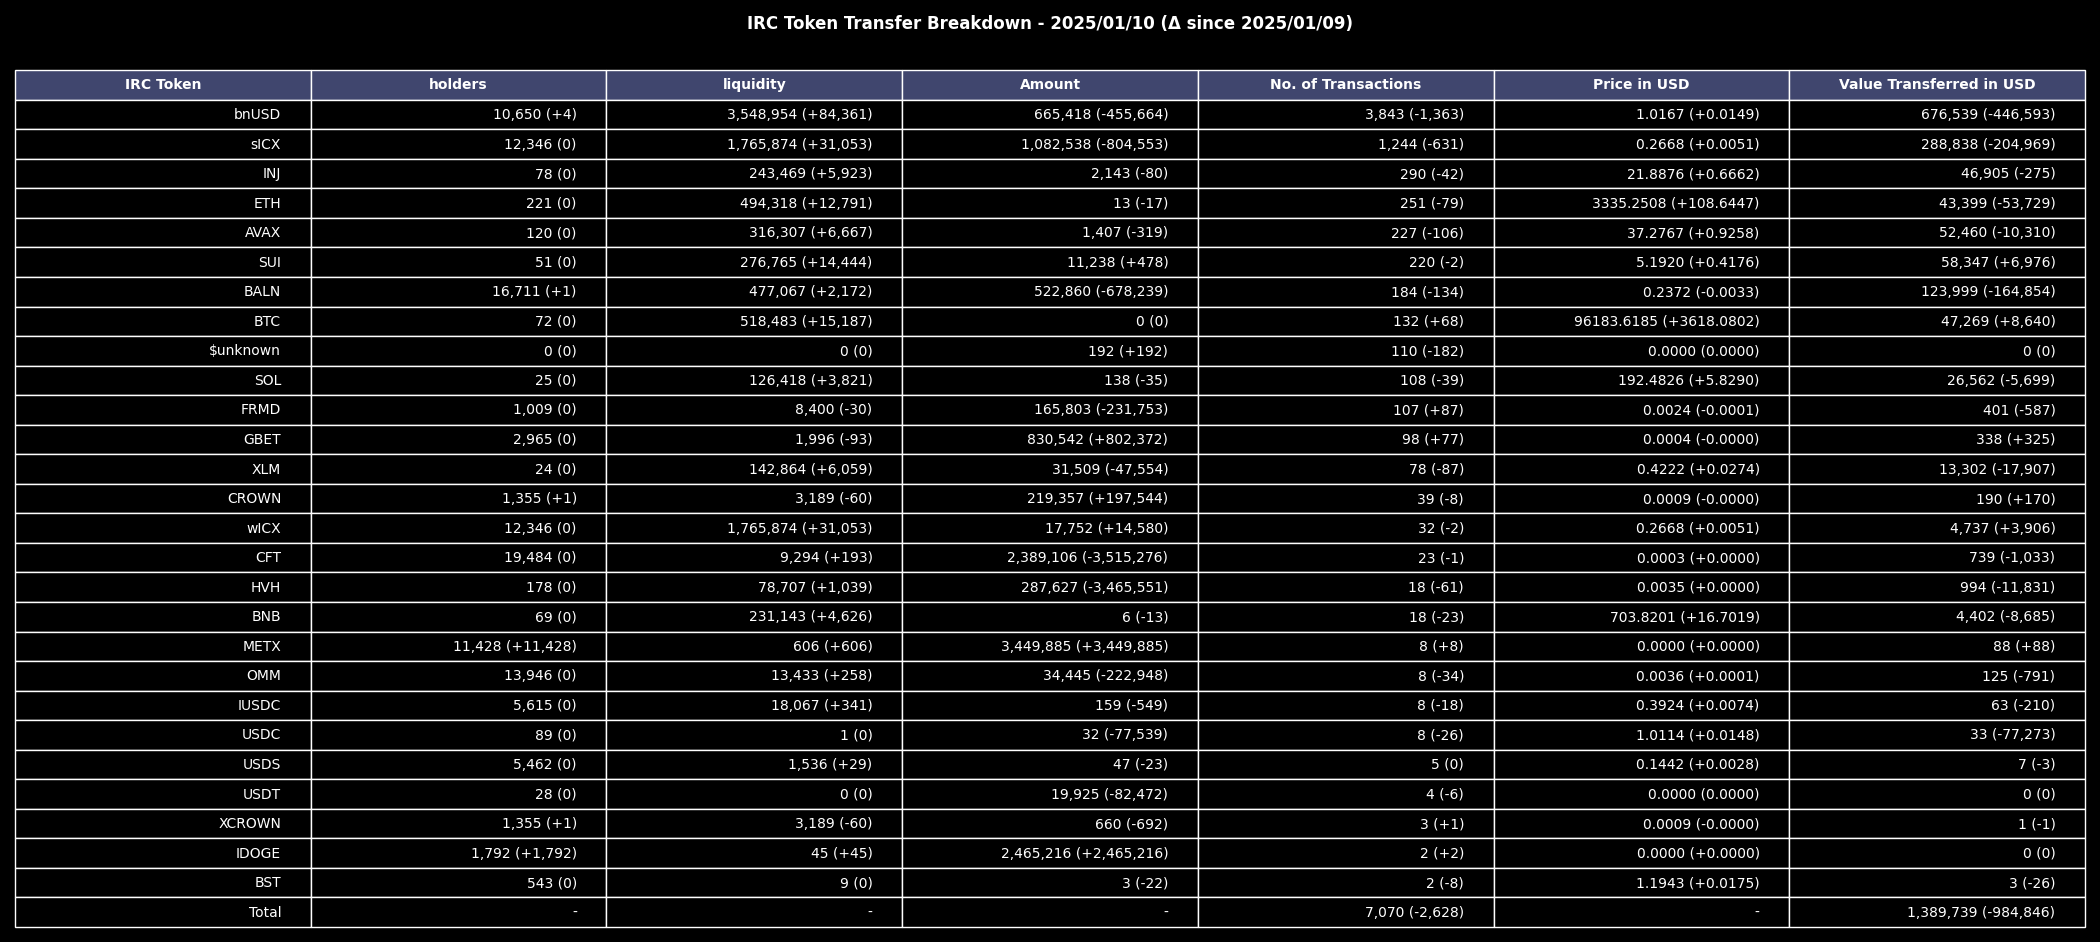 IRC Token Transfer Breakdown - 2025/01/10 (Δ since 2025/01/09)
IRC Token holders liquidity Amount No. of Transactions Price in USD Value Transferred in USD
bnUSD 10,650 (+4) 3,548,954 (+84,361) 665,418 (-455,664) 3,843 (-1,363) 1.0167 (+0.0149) 676,539 (-446,593)
sICX 12,346 (0) 1,765,874 (+31,053) 1,082,538 (-804,553) 1,244 (-631) 0.2668 (+0.0051) 288,838 (-204,969)
INJ 78 (0) 243,469 (+5,923) 2,143 (-80) 290 (-42) 21.8876 (+0.6662) 46,905 (-275)
ETH 221 (0) 494,318 (+12,791) 13 (-17) 251 (-79) 3335.2508 (+108.6447) 43,399 (-53,729)
AVAX 120 (0) 316,307 (+6,667) 1,407 (-319) 227 (-106) 37.2767 (+0.9258) 52,460 (-10,310)
SUI 51 (0) 276,765 (+14,444) 11,238 (+478) 220 (-2) 5.1920 (+0.4176) 58,347 (+6,976)
BALN 16,711 (+1) 477,067 (+2,172) 522,860 (-678,239) 184 (-134) 0.2372 (-0.0033) 123,999 (-164,854)
BTC 72 (0) 518,483 (+15,187) 0 (0) 132 (+68) 96183.6185 (+3618.0802) 47,269 (+8,640)
$unknown 0 (0) 0 (0) 192 (+192) 110 (-182) 0.0000 (0.0000) 0 (0)
SOL 25 (0) 126,418 (+3,821) 138 (-35) 108 (-39) 192.4826 (+5.8290) 26,562 (-5,699)
FRMD 1,009 (0) 8,400 (-30) 165,803 (-231,753) 107 (+87) 0.0024 (-0.0001) 401 (-587)
GBET 2,965 (0) 1,996 (-93) 830,542 (+802,372) 98 (+77) 0.0004 (-0.0000) 338 (+325)
XLM 24 (0) 142,864 (+6,059) 31,509 (-47,554) 78 (-87) 0.4222 (+0.0274) 13,302 (-17,907)
CROWN 1,355 (+1) 3,189 (-60) 219,357 (+197,544) 39 (-8) 0.0009 (-0.0000) 190 (+170)
wICX 12,346 (0) 1,765,874 (+31,053) 17,752 (+14,580) 32 (-2) 0.2668 (+0.0051) 4,737 (+3,906)
CFT 19,484 (0) 9,294 (+193) 2,389,106 (-3,515,276) 23 (-1) 0.0003 (+0.0000) 739 (-1,033)
HVH 178 (0) 78,707 (+1,039) 287,627 (-3,465,551) 18 (-61) 0.0035 (+0.0000) 994 (-11,831)
BNB 69 (0) 231,143 (+4,626) 6 (-13) 18 (-23) 703.8201 (+16.7019) 4,402 (-8,685)
METX 11,428 (+11,428) 606 (+606) 3,449,885 (+3,449,885) 8 (+8) 0.0000 (+0.0000) 88 (+88)
OMM 13,946 (0) 13,433 (+258) 34,445 (-222,948) 8 (-34) 0.0036 (+0.0001) 125 (-791)
IUSDC 5,615 (0) 18,067 (+341) 159 (-549) 8 (-18) 0.3924 (+0.0074) 63 (-210)
USDC 89 (0) 1 (0) 32 (-77,539) 8 (-26) 1.0114 (+0.0148) 33 (-77,273)
USDS 5,462 (0) 1,536 (+29) 47 (-23) 5 (0) 0.1442 (+0.0028) 7 (-3)
USDT 28 (0) 0 (0) 19,925 (-82,472) 4 (-6) 0.0000 (0.0000) 0 (0)
XCROWN 1,355 (+1) 3,189 (-60) 660 (-692) 3 (+1) 0.0009 (-0.0000) 1 (-1)
IDOGE 1,792 (+1,792) 45 (+45) 2,465,216 (+2,465,216) 2 (+2) 0.0000 (+0.0000) 0 (0)
BST 543 (0) 9 (0) 3 (-22) 2 (-8) 1.1943 (+0.0175) 3 (-26)
Total - - - 7,070 (-2,628) - 1,389,739 (-984,846)